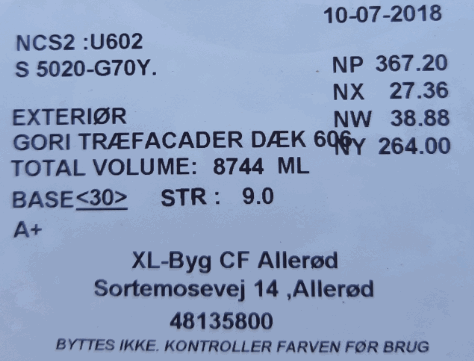 10-07-2018
NCS2 :U602
S 5020-G70Y.
NP 367.20
NX 27.36
EXTERIØR
NW 38.88
GORI TRÆFACADER DÆK 606
NY 264.00
TOTAL VOLUME: 8744 ML
BASE<30> STR : 9.0
A+
XL-Byg CF Allerød
Sortemosevej 14 ,Allerød
48135800
BYTTES IKKE. KONTROLLER FARVEN FØR BRUG